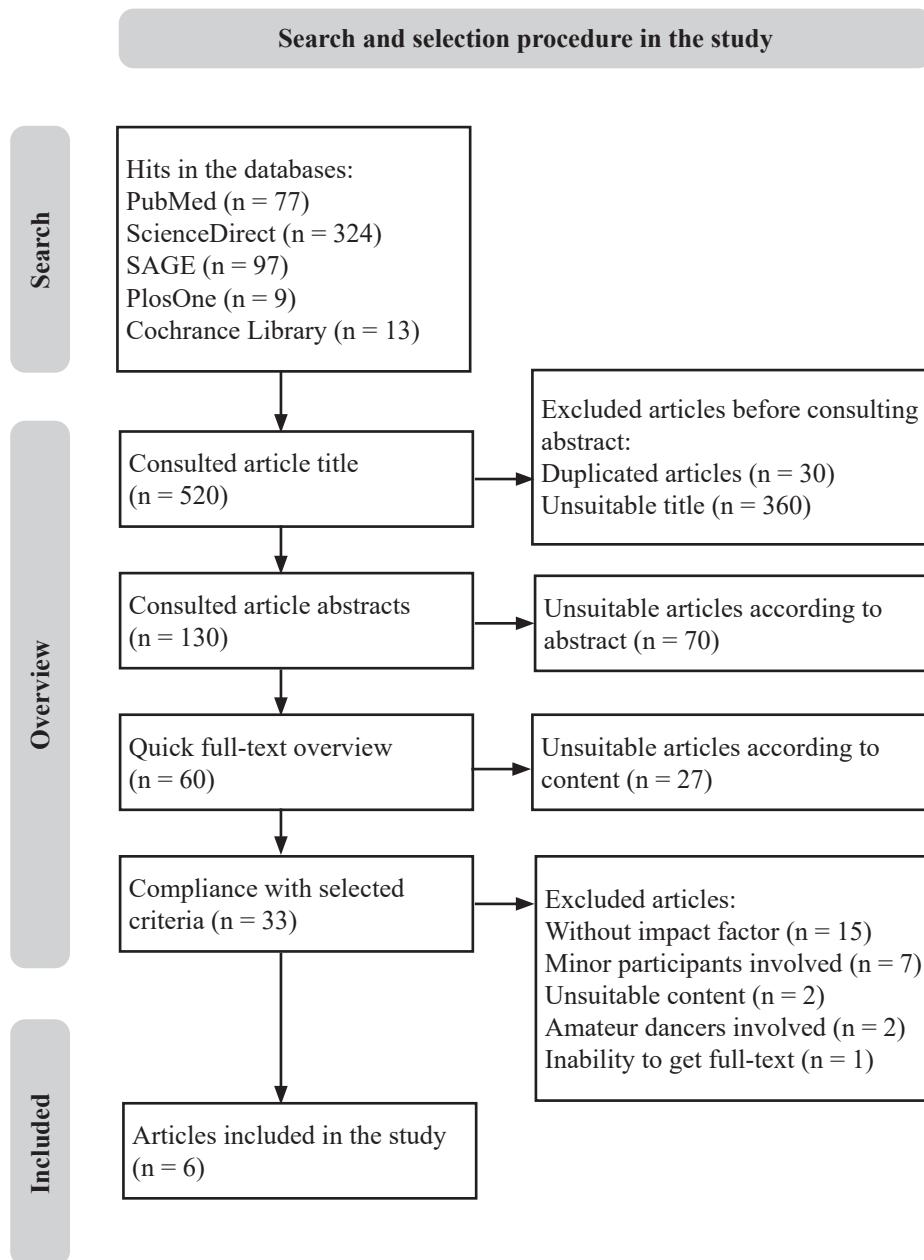 Search and selection procedure in the study
Search
Hits in the databases:
PubMed (n = 77)
ScienceDirect (n = 324)
SAGE (n = 97)
PlosOne (n = 9)
Cochrance Library (n = 13)
Overview
Consulted article title
(n = 520)
Excluded articles before consulting
abstract:
Duplicated articles (n = 30)
Unsuitable title (n = 360)
Consulted article abstracts
(n = 130)
Unsuitable articles according to
abstract (n = 70)
Quick full-text overview
(n = 60)
Unsuitable articles according to
content (n = 27)
Compliance with selected
criteria (n = 33)
Excluded articles:
Without impact factor (n = 15)
Minor participants involved (n = 7)
Unsuitable content (n = 2)
Amateur dancers involved (n = 2)
Inability to get full-text (n = 1)
Included
Articles included in the study
(n = 6)